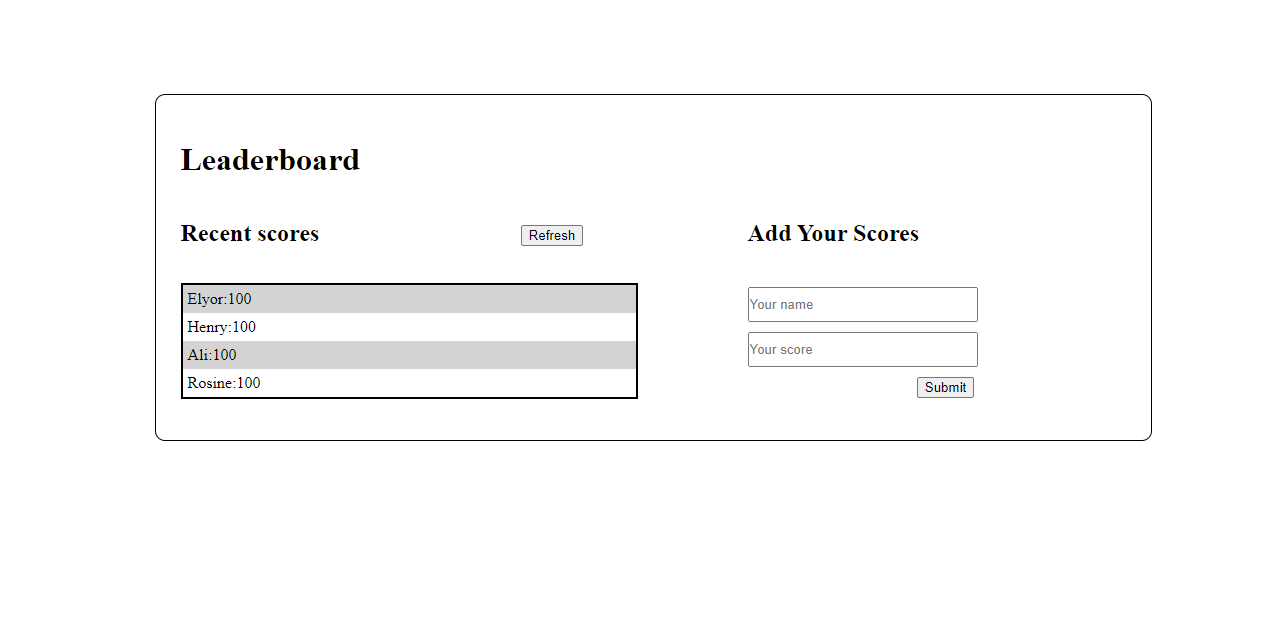 Leaderboard
Recent scores
Refresh
Elyor:100
Henry:100
Ali:100
Rosine:100
Add Your Scores
Your name
Your score
Submit